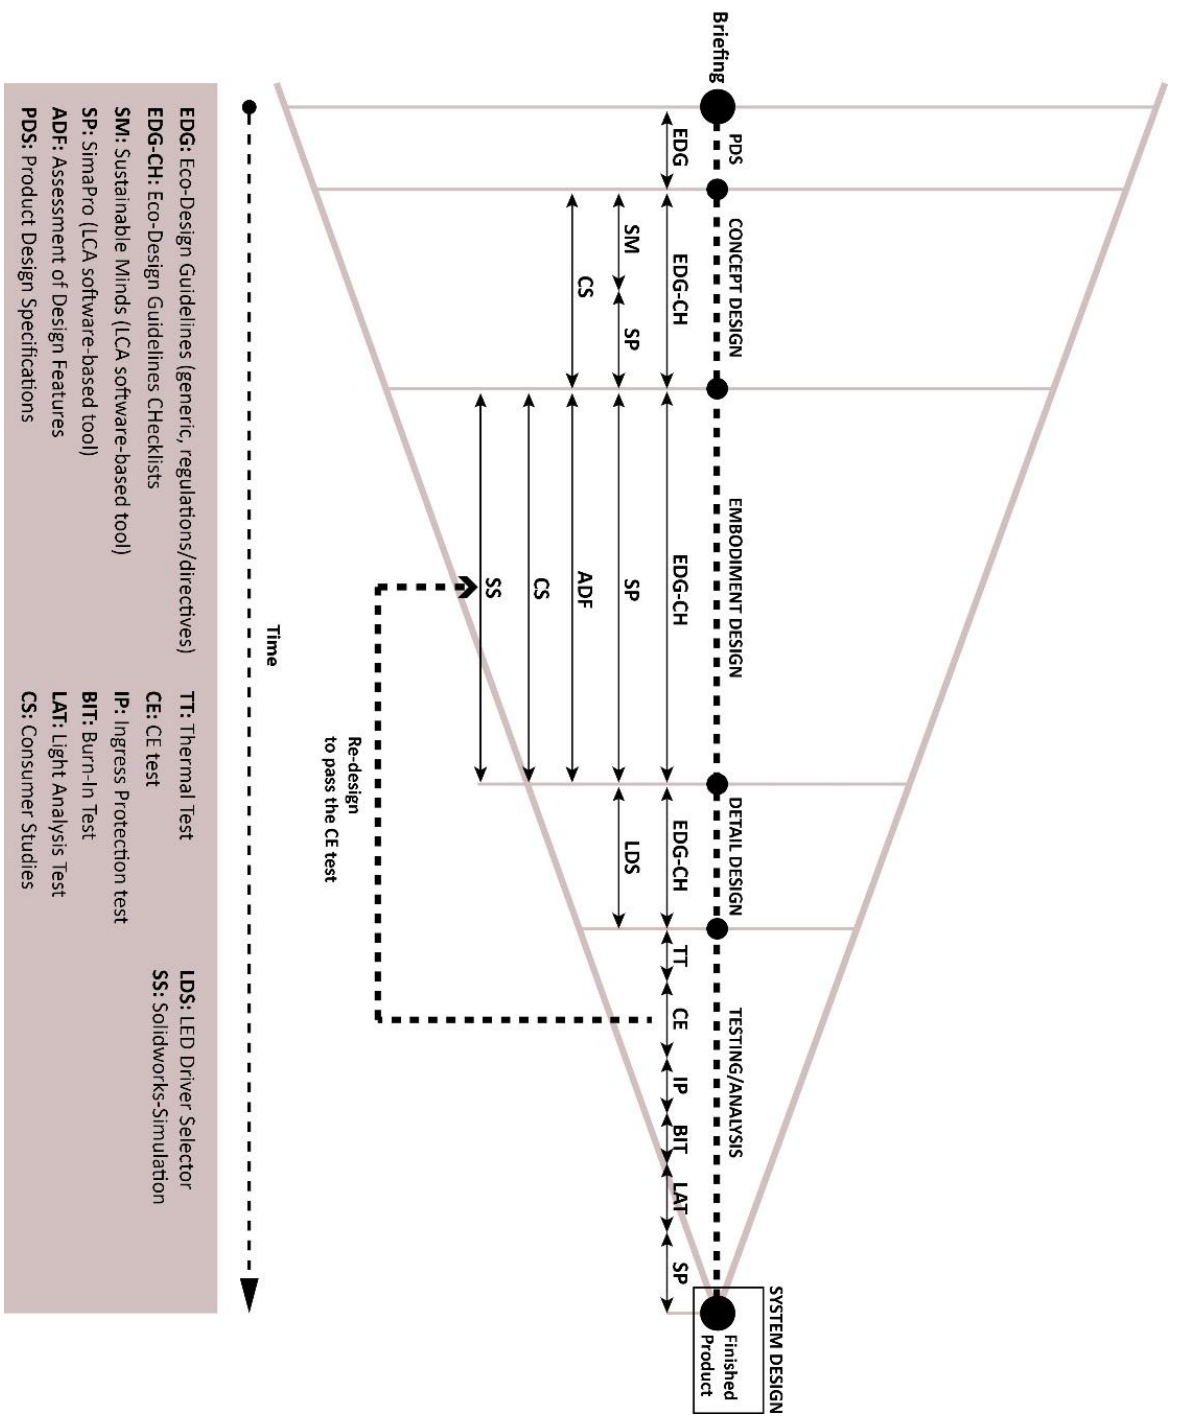 SYSTEM DESIGN
Briefing
PDS
CONCEPT DESIGN
EMBODIMENT DESIGN
DETAIL DESIGN
TESTING/ANALYSIS
Finished
Product
EDG
EDG-CH
EDG-CH
EDG-CH
TT
CE
IP
BIT
LAT
SP
SM
SP
SP
LDS
CS
ADF
CS
SS
Re-design
to pass the CE test
Time
EDG: Eco-Design Guidelines (generic, regulations/directives)
EDG-CH: Eco-Design Guidelines CHecklists
SM: Sustainable Minds (LCA software-based tool)
SP: SimaPro (LCA software-based tool)
ADF: Assessment of Design Features
PDS: Product Design Specifications
TT: Thermal Test
CE: CE test
IP: Ingress Protection test
BIT: Burn-In Test
LAT: Light Analysis Test
CS: Consumer Studies
LDS: LED Driver Selector
SS: Solidworks-Simulation